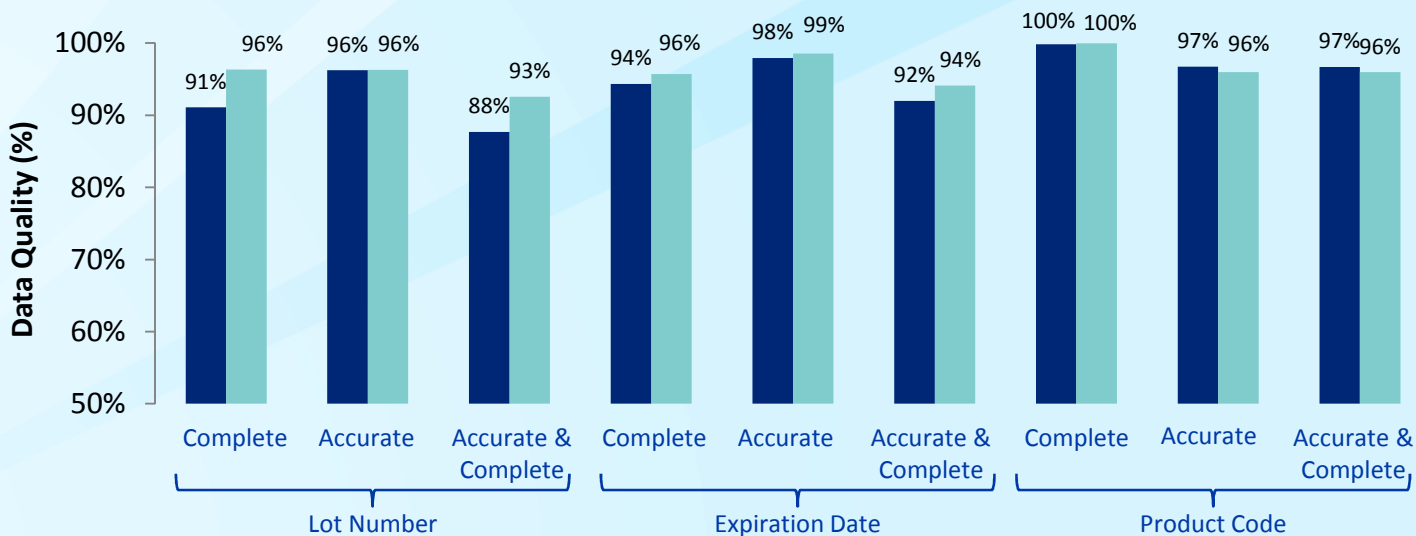 100% 100%
96% 96% 96% 94% 96% 98% 99% 97% 96% 97% 96%
91% 93% 92% 94%
88%
Data Quality (%)
100%
90%
80%
70%
60%
50%
Complete Accurate Accurate & Complete Complete Accurate Accurate & Complete Complete Accurate Accurate & Complete
Lot Number Expiration Date Product Code